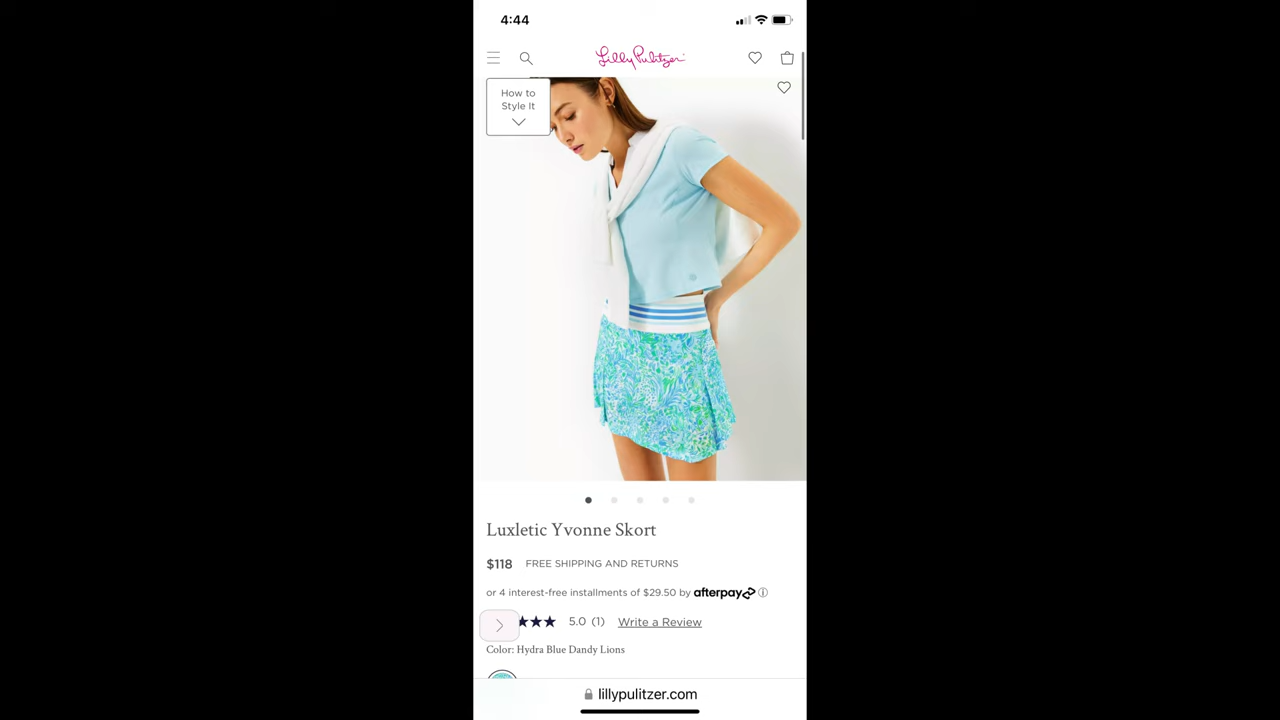 4:44
Lilly Pulitzer
How to
Style It
Luxletic Yvonne Skort
$118 FREE SHIPPING AND RETURNS
or 4 interest-free installments of $29.50 by afterpay
5.0 (1) Write a Review
Color: Hydra Blue Dandy Lions
lillypulitzer.com